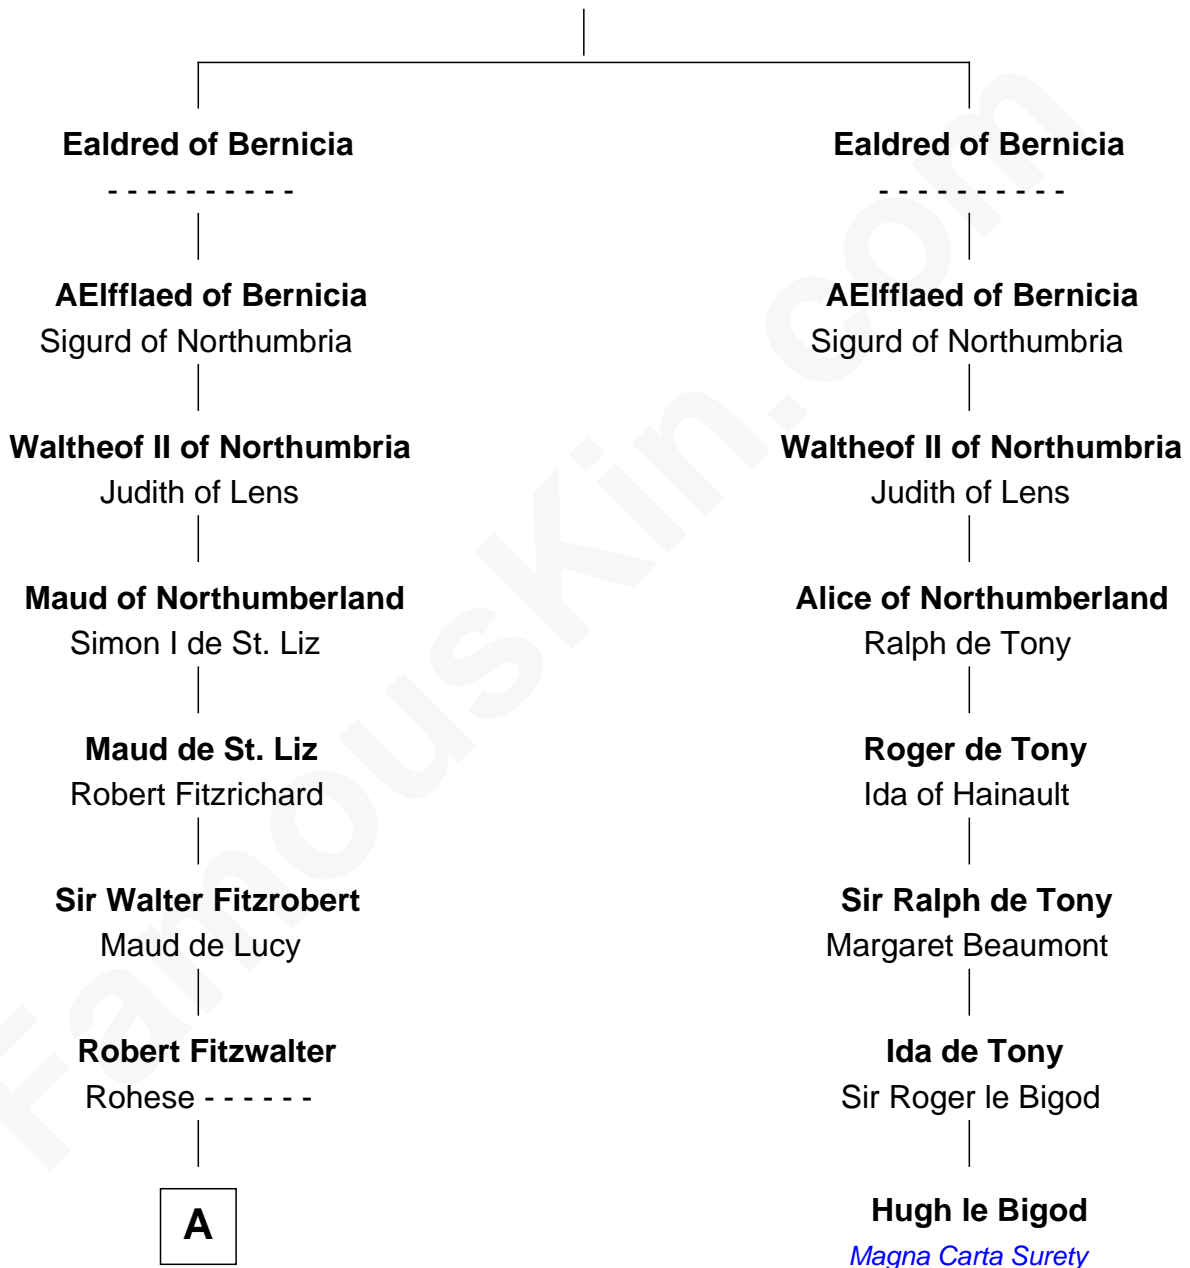 Ealdred of Bernicia
- - - - - - - - - -
AElfflaed of Bernicia
Sigurd of Northumbria
Waltheof II of Northumbria
Judith of Lens
Maud of Northumberland
Simon I de St. Liz
Maud de St. Liz
Robert Fitzrichard
Sir Walter Fitzrobert
Maud de Lucy
Robert Fitzwalter
Rohese - - - - - -
A
Ealdred of Bernicia
- - - - - - - - - -
AElfflaed of Bernicia
Sigurd of Northumbria
Waltheof II of Northumbria
Judith of Lens
Alice of Northumberland
Ralph de Tony
Roger de Tony
Ida of Hainault
Sir Ralph de Tony
Margaret Beaumont
Ida de Tony
Sir Roger le Bigod
Hugh le Bigod
Magna Carta Surety
FamousKin.com